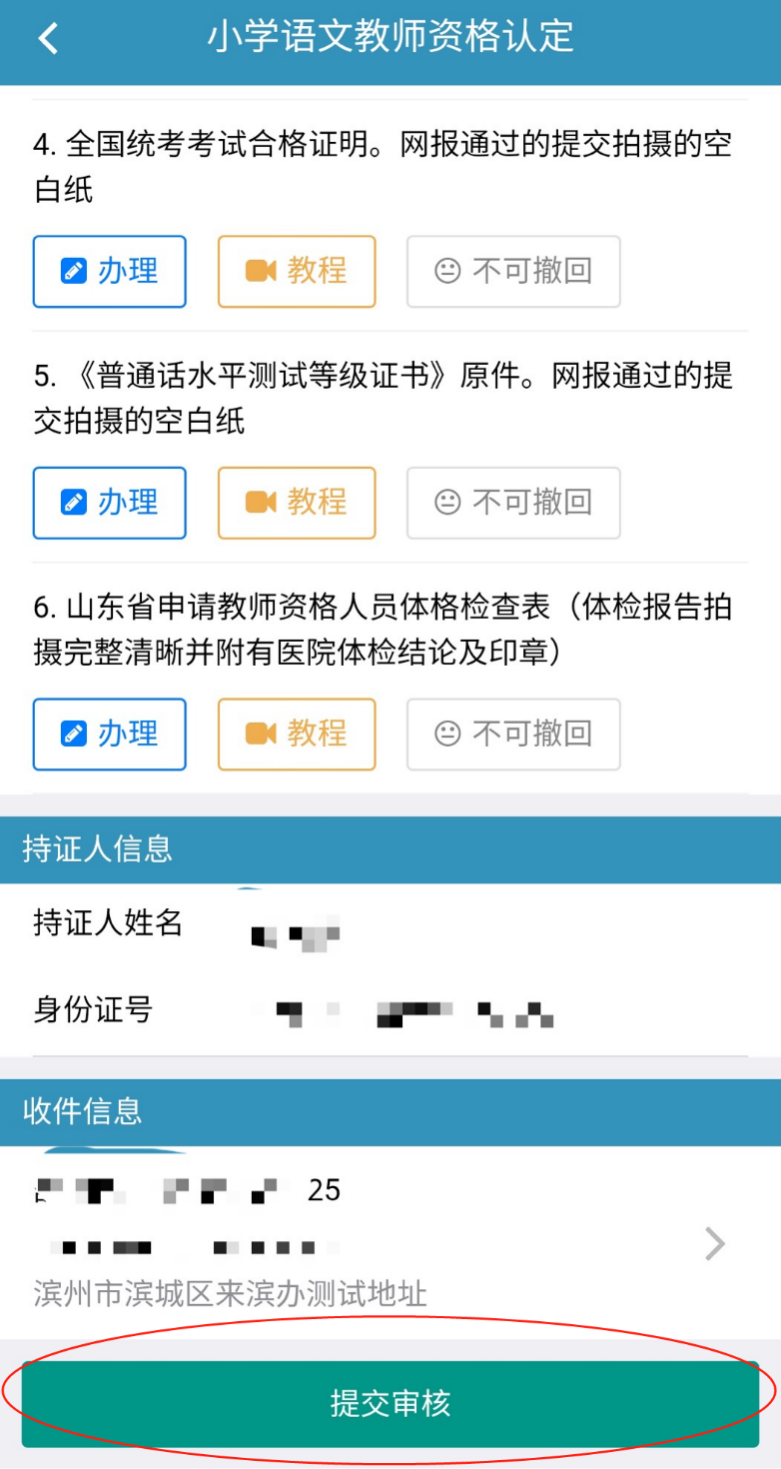 小学语文教师资格认定
4. 全国统考考试合格证明。网报通过的提交拍摄的空
白纸
办理 教程 不可撤回
5. 《普通话水平测试等级证书》原件。网报通过的提
交拍摄的空白纸
办理 教程 不可撤回
6. 山东省申请教师资格人员体格检查表（体检报告拍
摄完整清晰并附有医院体检结论及印章）
办理 教程 不可撤回
持证人信息
持证人姓名
身份证号
收件信息
25
滨州市滨城区来滨办测试地址
提交审核